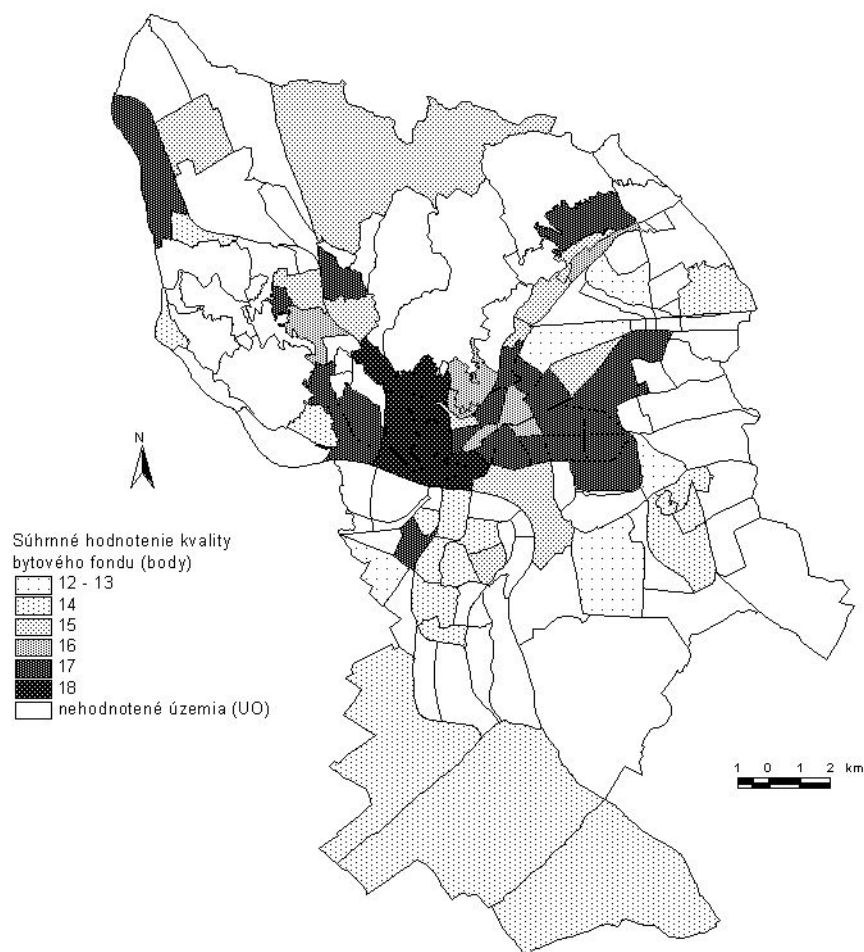 N
Súhrnné hodnotenie kvality
bytového fondu (body)
12 - 13
14
15
16
17
18
nehodnotené územia (UO)
1 0 1 2 km